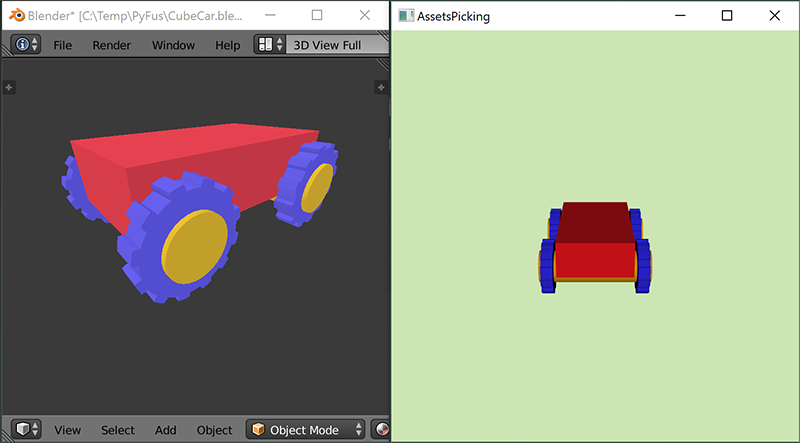 Blender* [C:\Temp\PyFus\CubeCar.ble...
File Render Window Help 3D View Full
View Select Add Object Object Mode
AssetsPicking